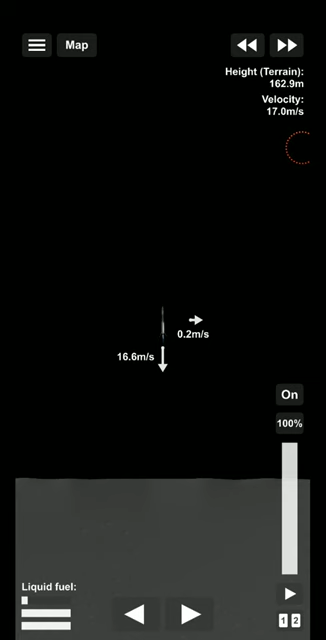 Map
Height (Terrain):
162.9m
Velocity:
17.0m/s
0.2m/s
16.6m/s
On
100%
Liquid fuel:
1 2